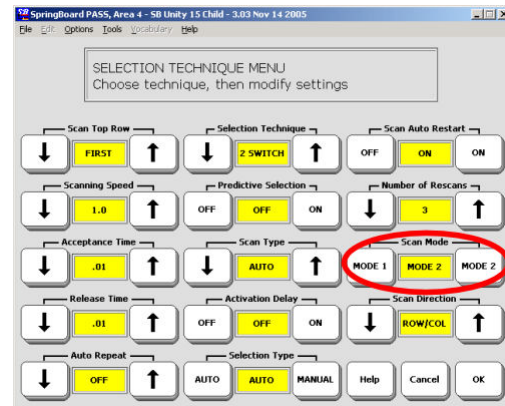 SpringBoard PASS, Area 4 - SB Unity 15 Child - 3.03 Nov 14 2005
File Edit Options Tools Vocabulary Help
SELECTION TECHNIQUE MENU
Choose technique, then modify settings
Scan Top Row Selection Technique Scan Auto Restart
FIRST 2 SWITCH OFF ON ON
Scanning Speed Predictive Selection Number of Rescans
1.0 OFF OFF ON 3
Acceptance Time Scan Type Scan Mode
.01 AUTO MODE 1 MODE 2 MODE 2
Release Time Activation Delay Scan Direction
.01 OFF OFF ON ROW/COL
Auto Repeat Selection Type
OFF AUTO AUTO MANUAL Help Cancel OK